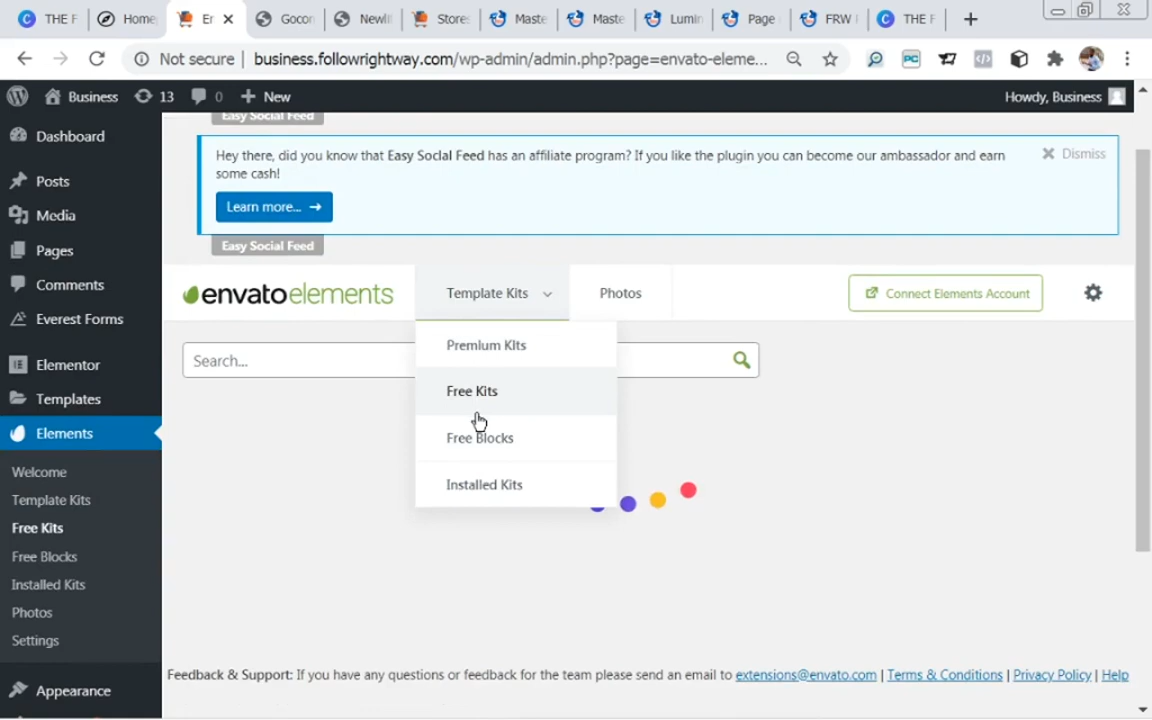 THE F
Home
Er
Gocon
Newli
Store
Maste
Maste
Lumin
Page
FRW
THE F
Not secure business.followrightway.com/wp-admin/admin.php?page=envato-eleme...
Business 13 0 New Howdy, Business
Dashboard
Posts
Media
Pages
Comments
Everest Forms
Elementor
Templates
Elements
Welcome
Template Kits
Free Kits
Free Blocks
Installed Kits
Photos
Settings
Appearance
Easy Social Feed
Hey there, did you know that Easy Social Feed has an affiliate program? If you like the plugin you can become our ambassador and earn
some cash!
Dismiss
Learn more...
Easy Social Feed
envatoelements Template Kits Photos Connect Elements Account
Search...
Premium Kits
Free Kits
Free Blocks
Installed Kits
Feedback & Support: If you have any questions or feedback for the team please send an email to extensions@envato.com | Terms & Conditions | Privacy Policy | Help